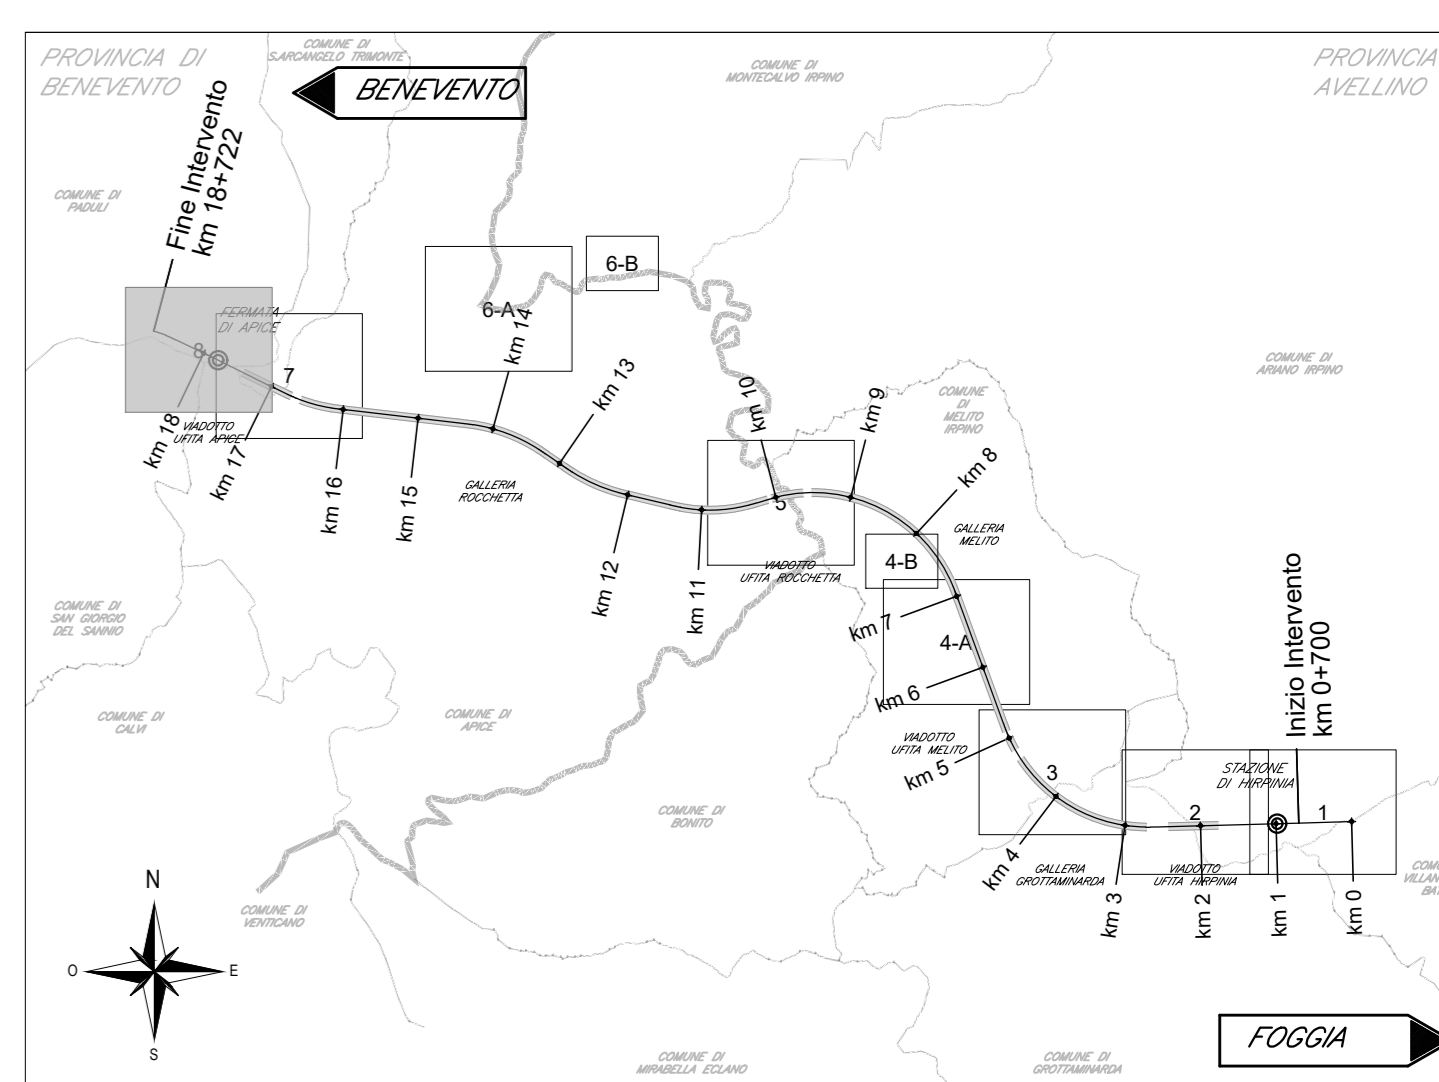 PROVINCIA DI
BENEVENTO
COMUNE DI
S.ARCANGELO TRIMONTE
BENEVENTO
COMUNE DI
MONTECALVO IRPINO
PROVINCIA
AVELLINO
Fine Intervento
km 18+722
COMUNE DI
PADULI
6-B
6-A
FERMATA
DI APICE
8
7
km 14
km 13
km 10
km 9
COMUNE
DI
MELITO
IRPINO
COMUNE DI
ARIANO IRPINO
VIADOTTO
UFITA APICE
km 18
km 17
km 16
km 15
GALLERIA
ROCCHETTA
5
km 8
GALLERIA
MELITO
km 12
km 11
VIADOTTO
UFITA ROCCHETTA
4-B
km 7
4-A
km 6
COMUNE DI
SAN GIORGIO
DEL SANNIO
Inizio Intervento
km 0+700
COMUNE DI
CALVI
COMUNE DI
APICE
VIADOTTO
UFITA MELITO
km 5
3
STAZIONE
DI HIRPINIA
2
1
COMUNE DI
BONITO
km 4
GALLERIA
GROTTAMINARDA
VIADOTTO
UFITA HIRPINIA
km 3
km 2
km 1
km 0
COMUNE DI
VENTICANO
N
O
E
S
FOGGIA
COMUNE DI
MIRABELLA ECLANO
COMUNE DI
GROTTAMINARDA